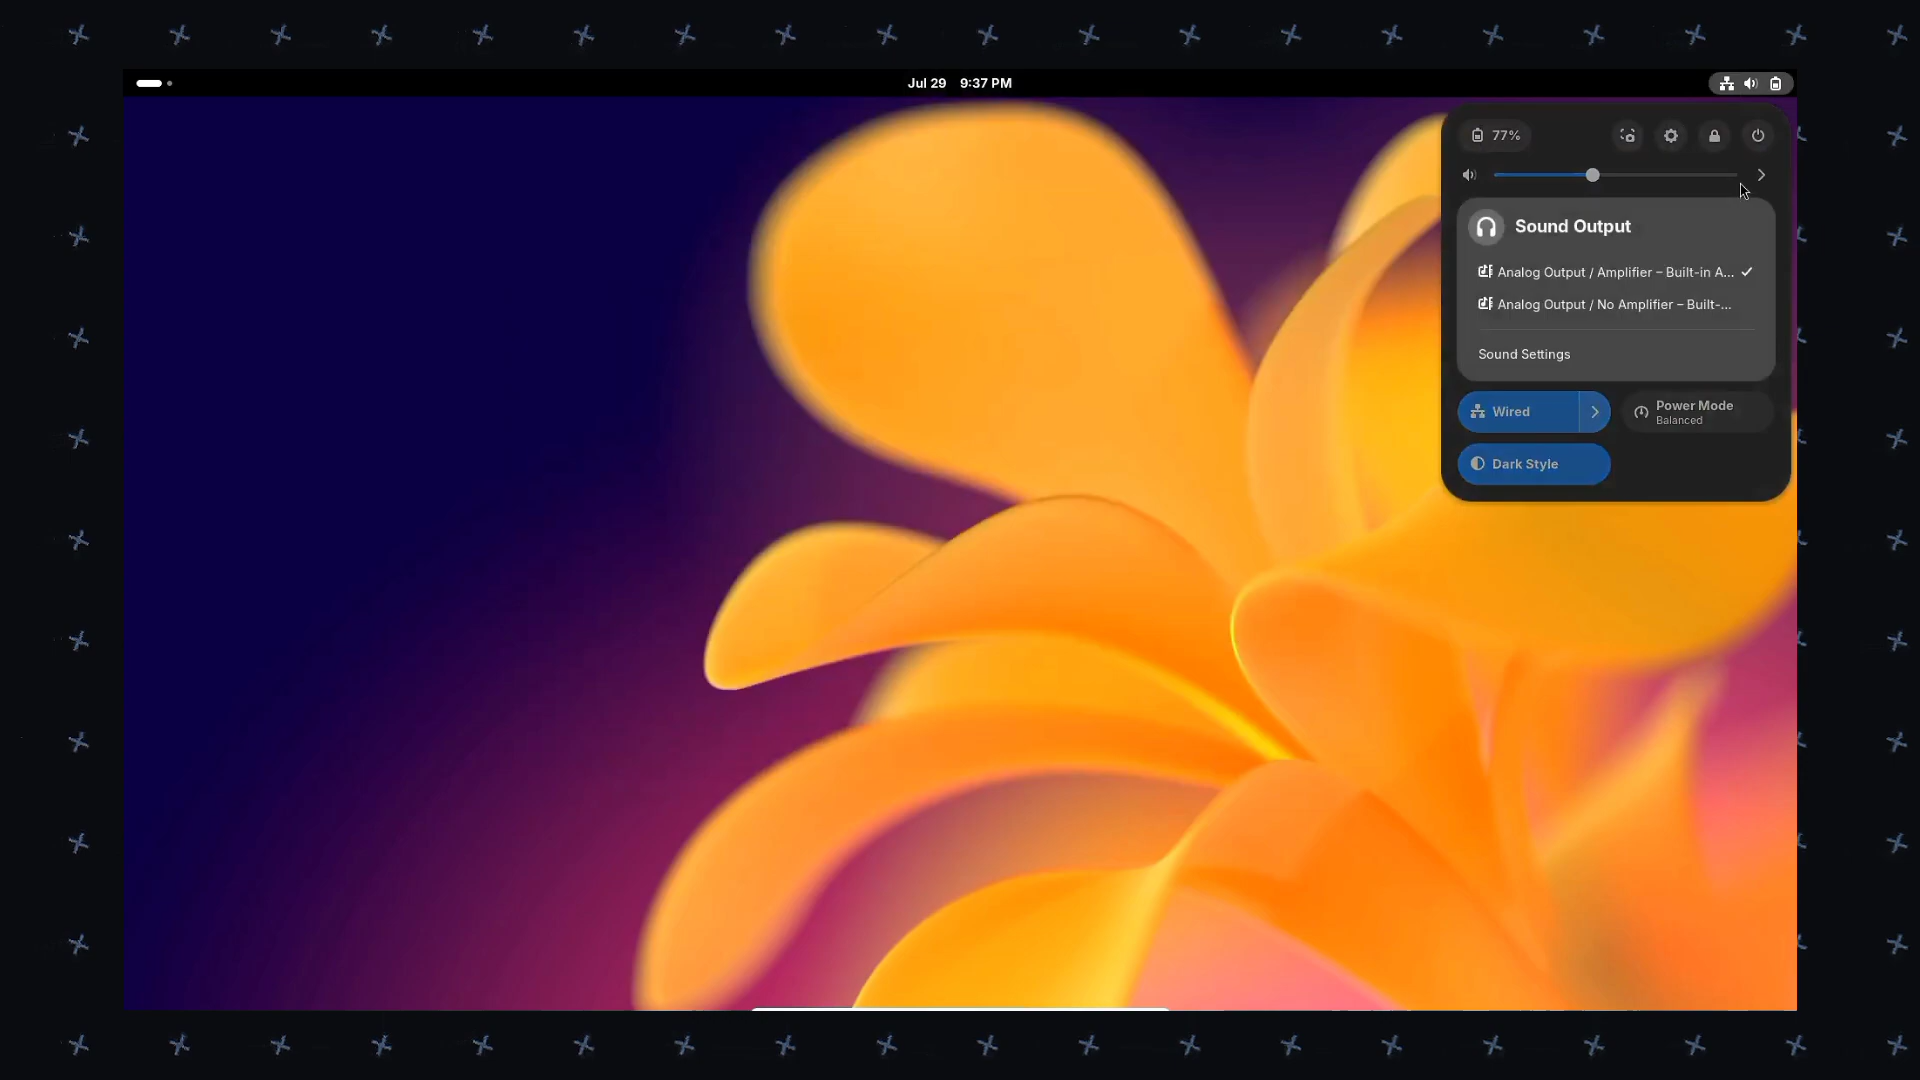 Jul 29 9:37 PM
77%
Sound Output
Analog Output / Amplifier – Built-in A...
Analog Output / No Amplifier – Built-...
Sound Settings
Wired
Power Mode
Balanced
Dark Style